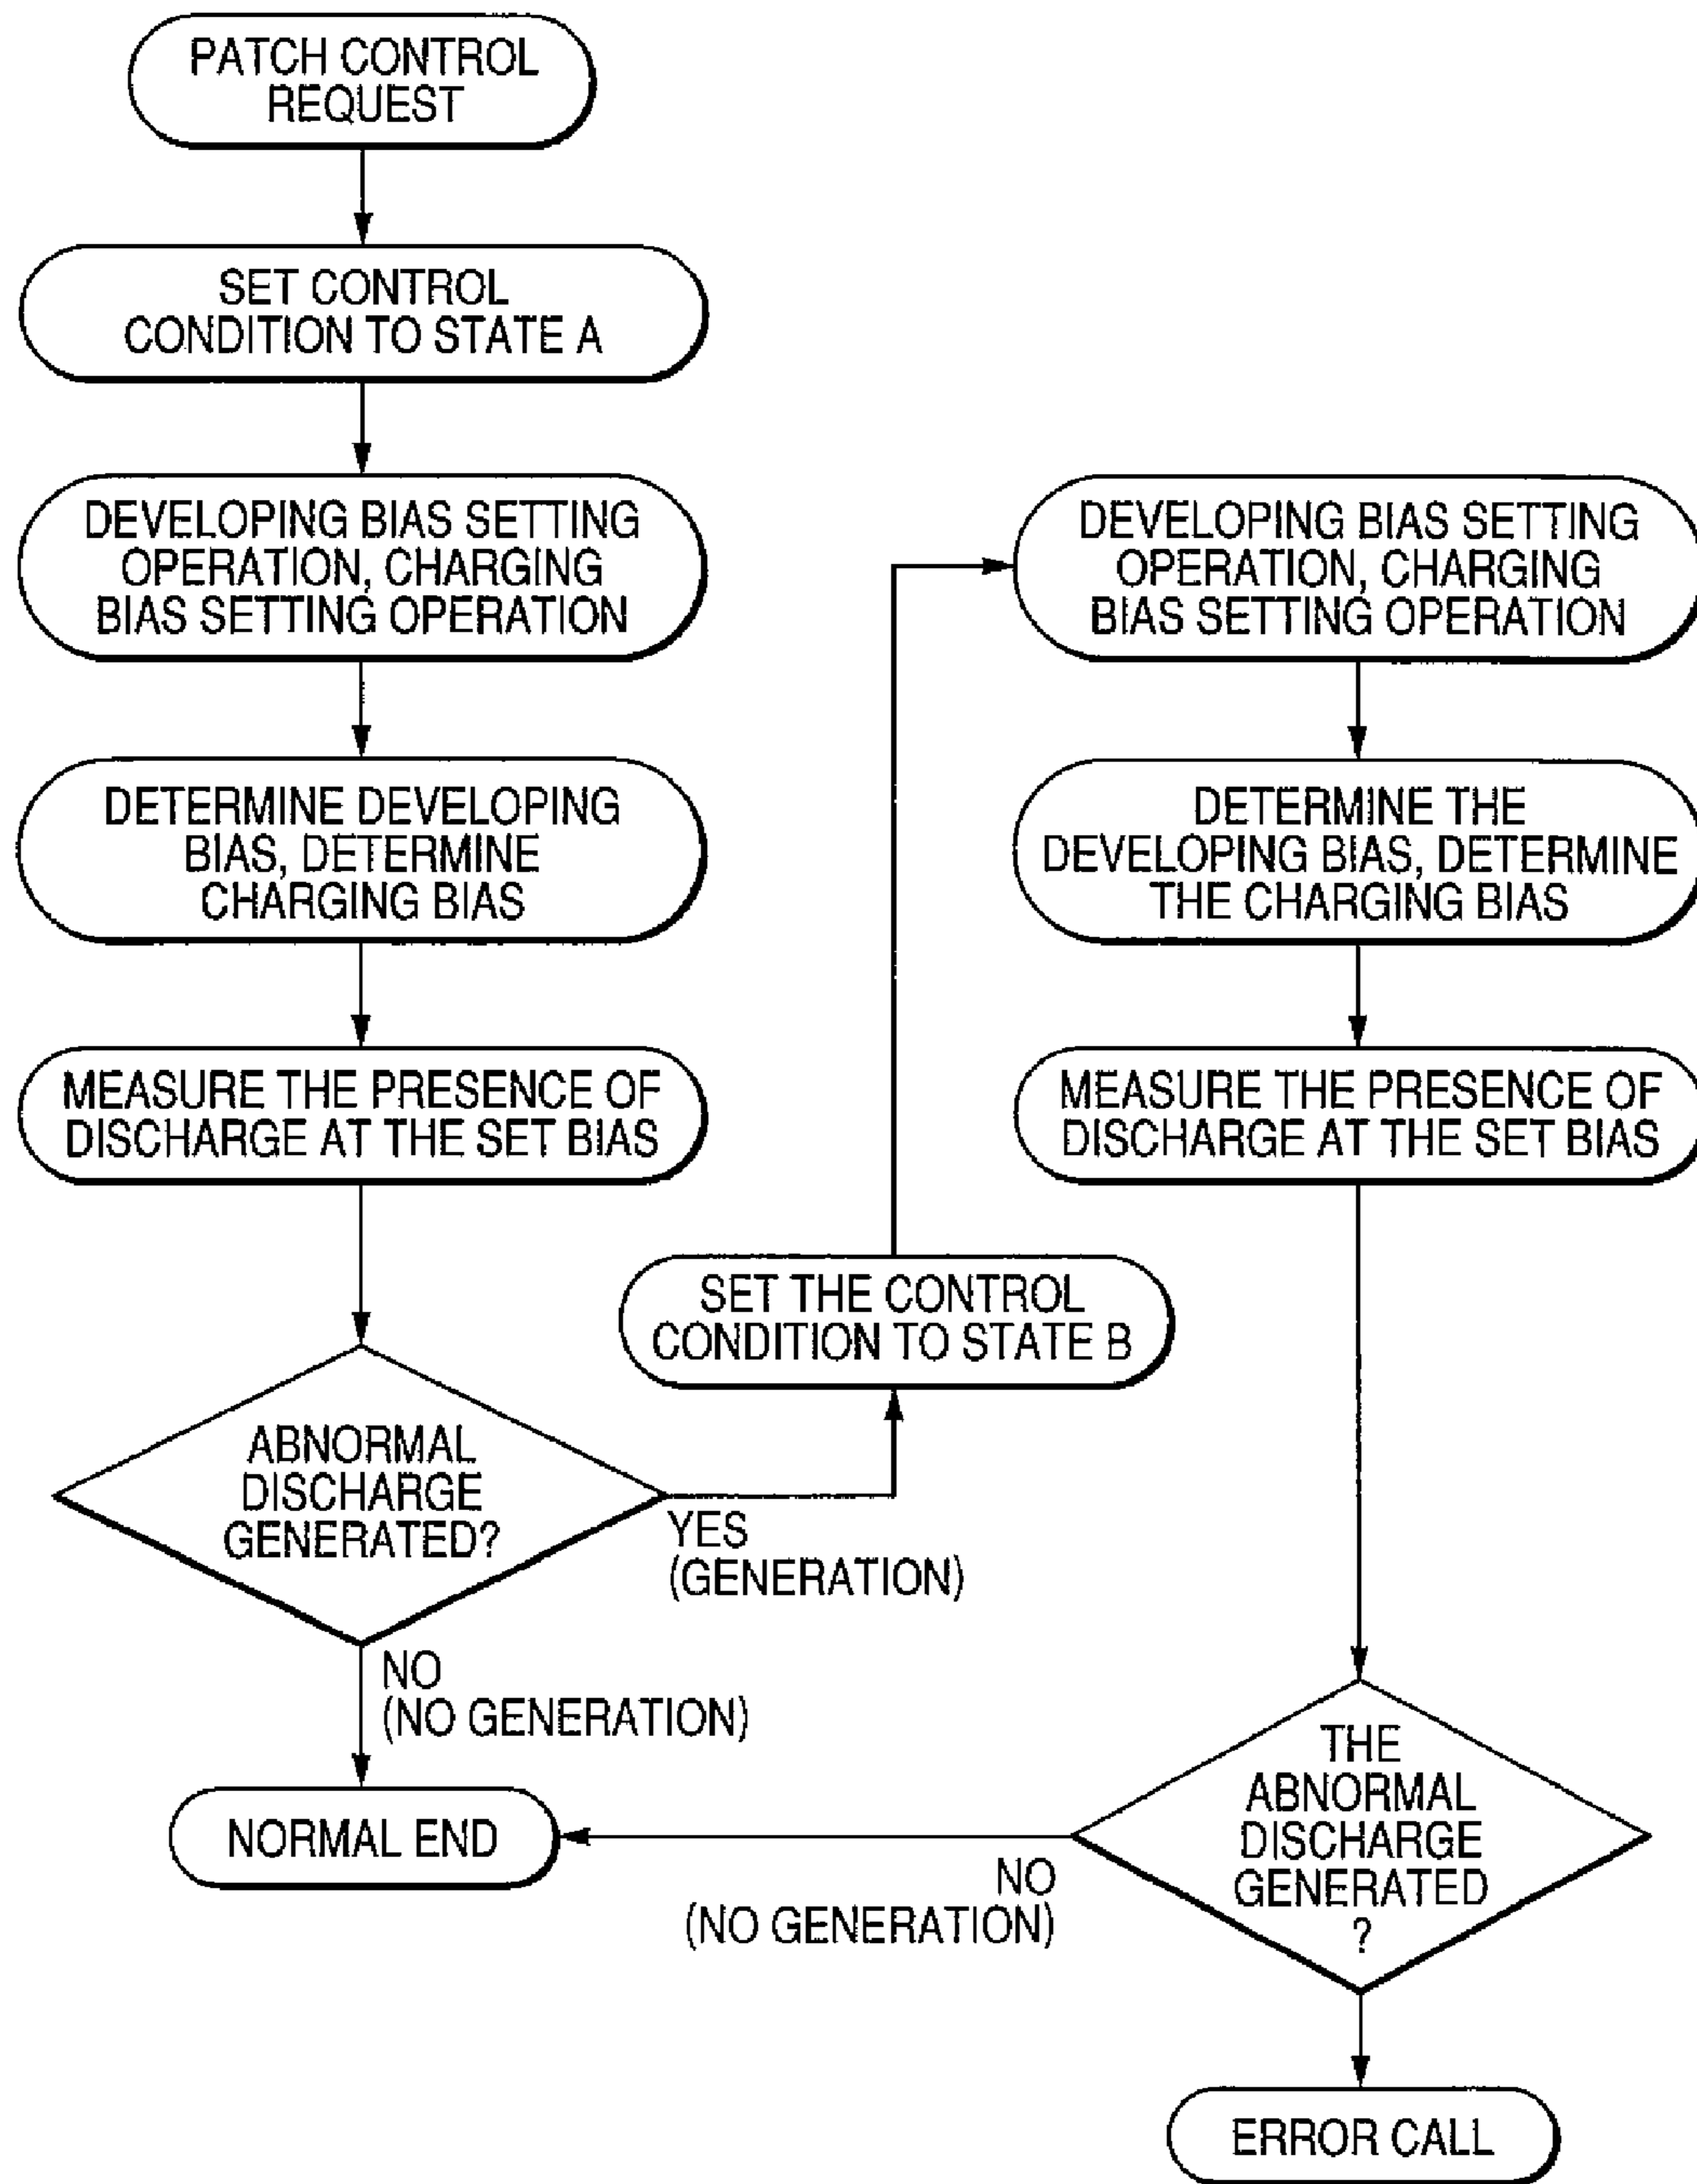 PATCH CONTROL
REQUEST
SET CONTROL
CONDITION TO STATE A
DEVELOPING BIAS SETTING
OPERATION, CHARGING
BIAS SETTING OPERATION
DETERMINE DEVELOPING
BIAS, DETERMINE
CHARGING BIAS
MEASURE THE PRESENCE OF
DISCHARGE AT THE SET BIAS
ABNORMAL
DISCHARGE
GENERATED?
YES
(GENERATION)
NO
(NO GENERATION)
NORMAL END
SET THE CONTROL
CONDITION TO STATE B
DEVELOPING BIAS SETTING
OPERATION, CHARGING
BIAS SETTING OPERATION
DETERMINE THE
DEVELOPING BIAS, DETERMINE
THE CHARGING BIAS
MEASURE THE PRESENCE OF
DISCHARGE AT THE SET BIAS
THE
ABNORMAL
DISCHARGE
GENERATED
?
NO
(NO GENERATION)
ERROR CALL